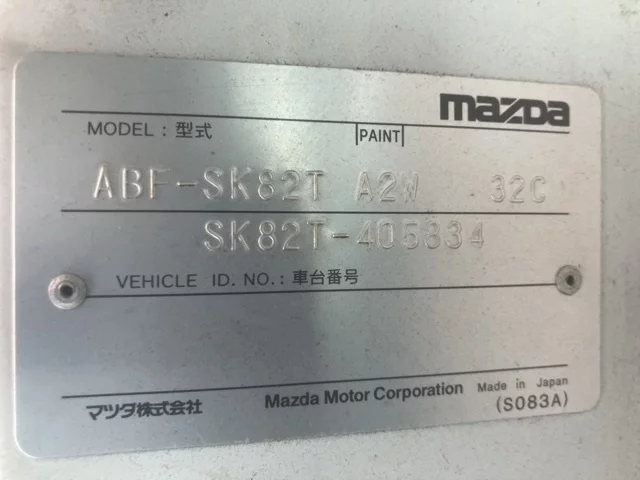 mazda
MODEL : 型式 PAINT
ABF-SK82T A2W 32C
SK82T-405834
VEHICLE ID. NO. : 車台番号
マツダ株式会社 Mazda Motor Corporation Made in Japan
(S083A)